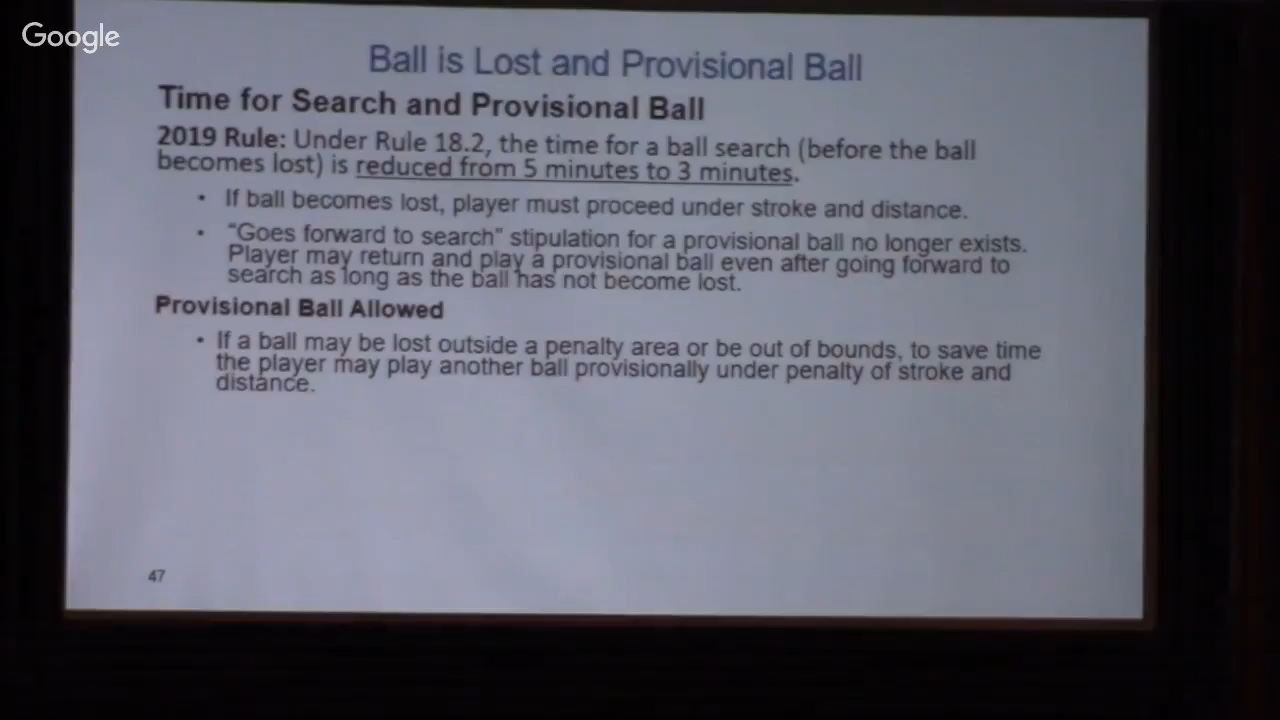 Google
Ball is Lost and Provisional Ball
Time for Search and Provisional Ball
2019 Rule: Under Rule 18.2, the time for a ball search (before the ball
becomes lost) is reduced from 5 minutes to 3 minutes.
• If ball becomes lost, player must proceed under stroke and distance.
• “Goes forward to search” stipulation for a provisional ball no longer exists.
Player may return and play a provisional ball even after going forward to
search as long as the ball has not become lost.
Provisional Ball Allowed
• If a ball may be lost outside a penalty area or be out of bounds, to save time
the player may play another ball provisionally under penalty of stroke and
distance.
47